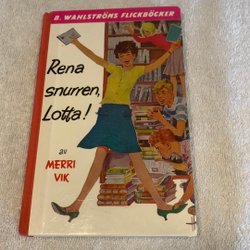 B. WAHLSTRÖMS FLICKBÖCKER
Rena
snurren,
Lotta!
av
MERRI
VIK